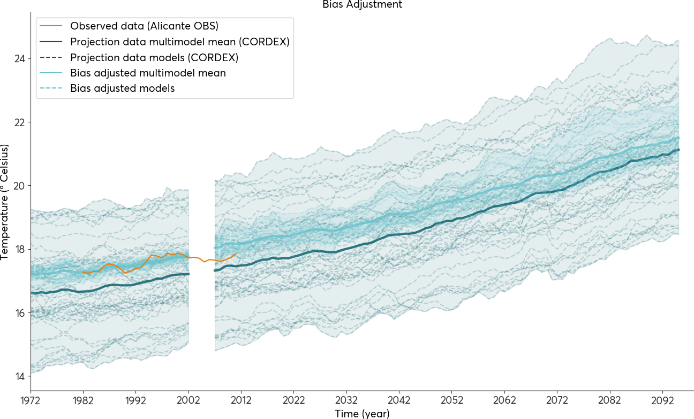 Bias Adjustment
Observed data (Alicante OBS)
Projection data multimodel mean (CORDEX)
Projection data models (CORDEX)
Bias adjusted multimodel mean
Bias adjusted models
Temperature (° Celsius)
24
22
20
18
16
14
1972
1982
1992
2002
2012
2022
2032
2042
2052
2062
2072
2082
2092
Time (year)